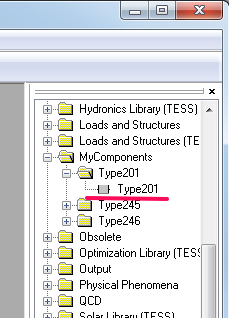 Hydronics Library (TESS)
Loads and Structures
Loads and Structures (TE
MyComponents
Type201
Type201
Type245
Type246
Obsolete
Optimization Library (TES
Output
Physical Phenomena
QCD
Solar Library (TESS)